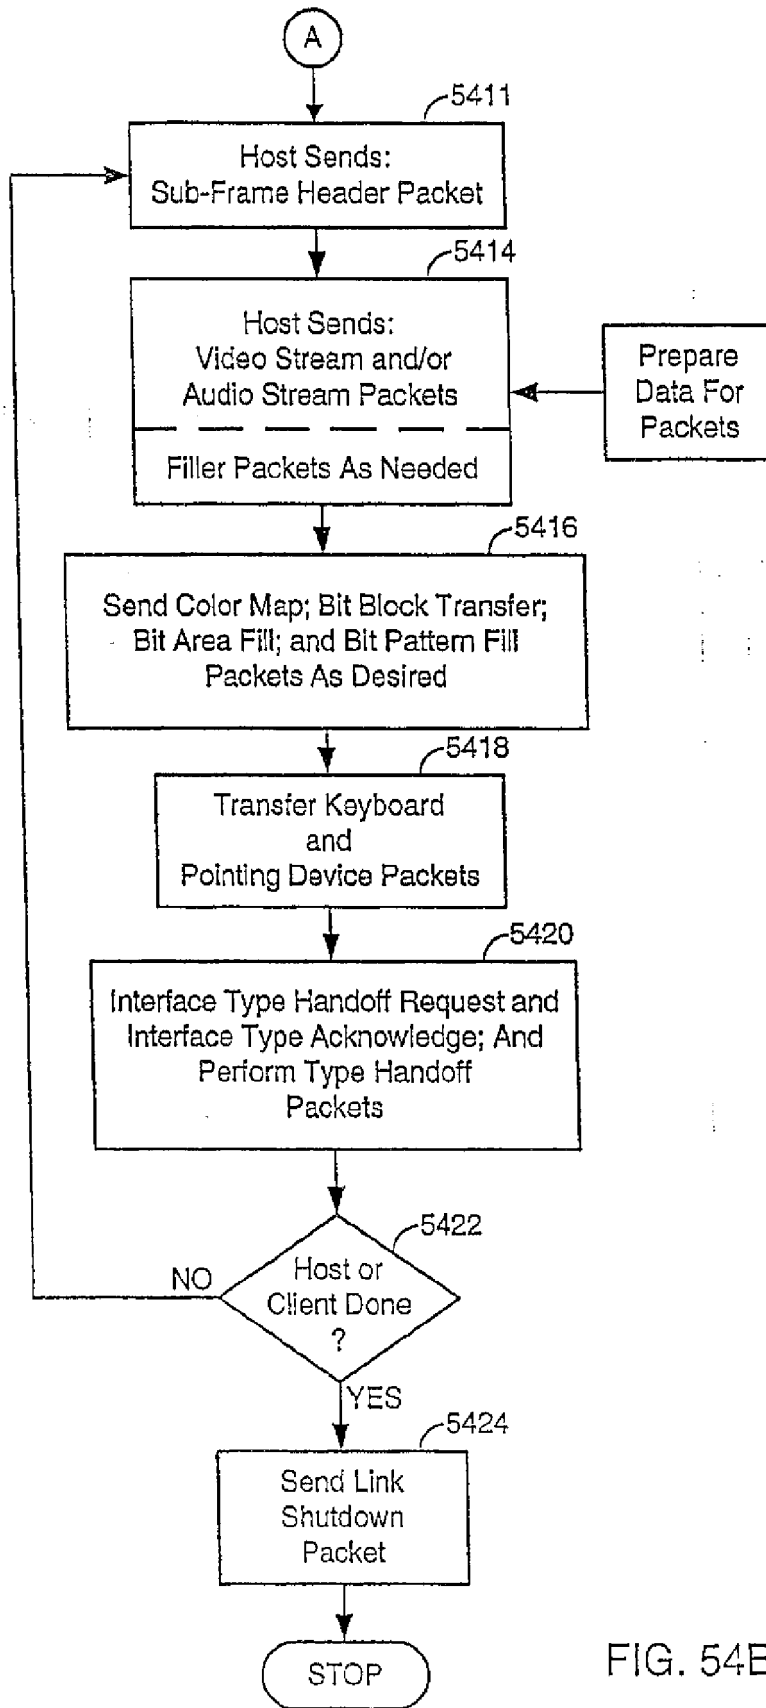 A
5411
Host Sends:
Sub-Frame Header Packet
5414
Host Sends:
Video Stream and/or
Audio Stream Packets
Filler Packets As Needed
Prepare
Data For
Packets
5416
Send Color Map; Bit Block Transfer;
Bit Area Fill; and Bit Pattern Fill
Packets As Desired
5418
Transfer Keyboard
and
Pointing Device Packets
5420
Interface Type Handoff Request and
Interface Type Acknowledge; And
Perform Type Handoff
Packets
5422
Host or
Client Done
?
NO
YES
5424
Send Link
Shutdown
Packet
STOP
FIG. 54B